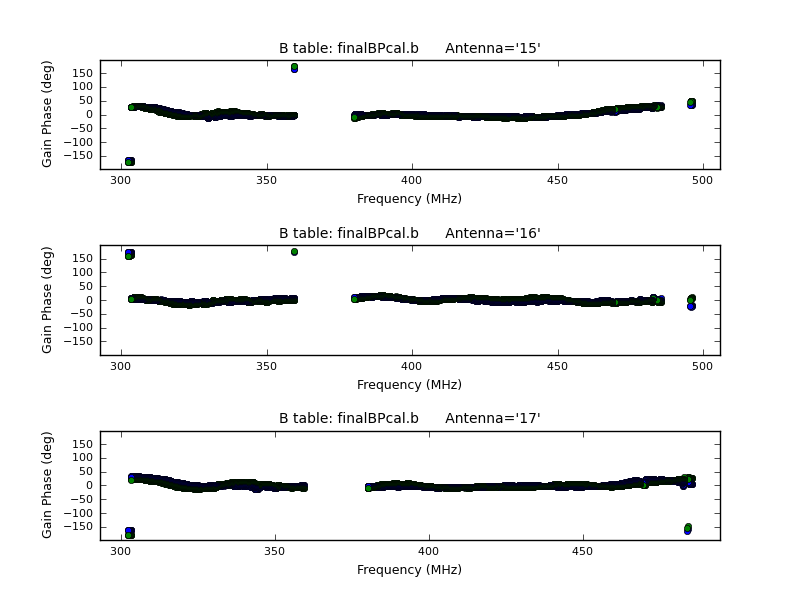 B table: finalBPcal.b Antenna='15'
Gain Phase (deg)
150
100
50
0
−50
−100
−150
300 350 400 450 500
Frequency (MHz)
B table: finalBPcal.b Antenna='16'
Gain Phase (deg)
150
100
50
0
−50
−100
−150
300 350 400 450 500
Frequency (MHz)
B table: finalBPcal.b Antenna='17'
Gain Phase (deg)
150
100
50
0
−50
−100
−150
300 350 400 450
Frequency (MHz)